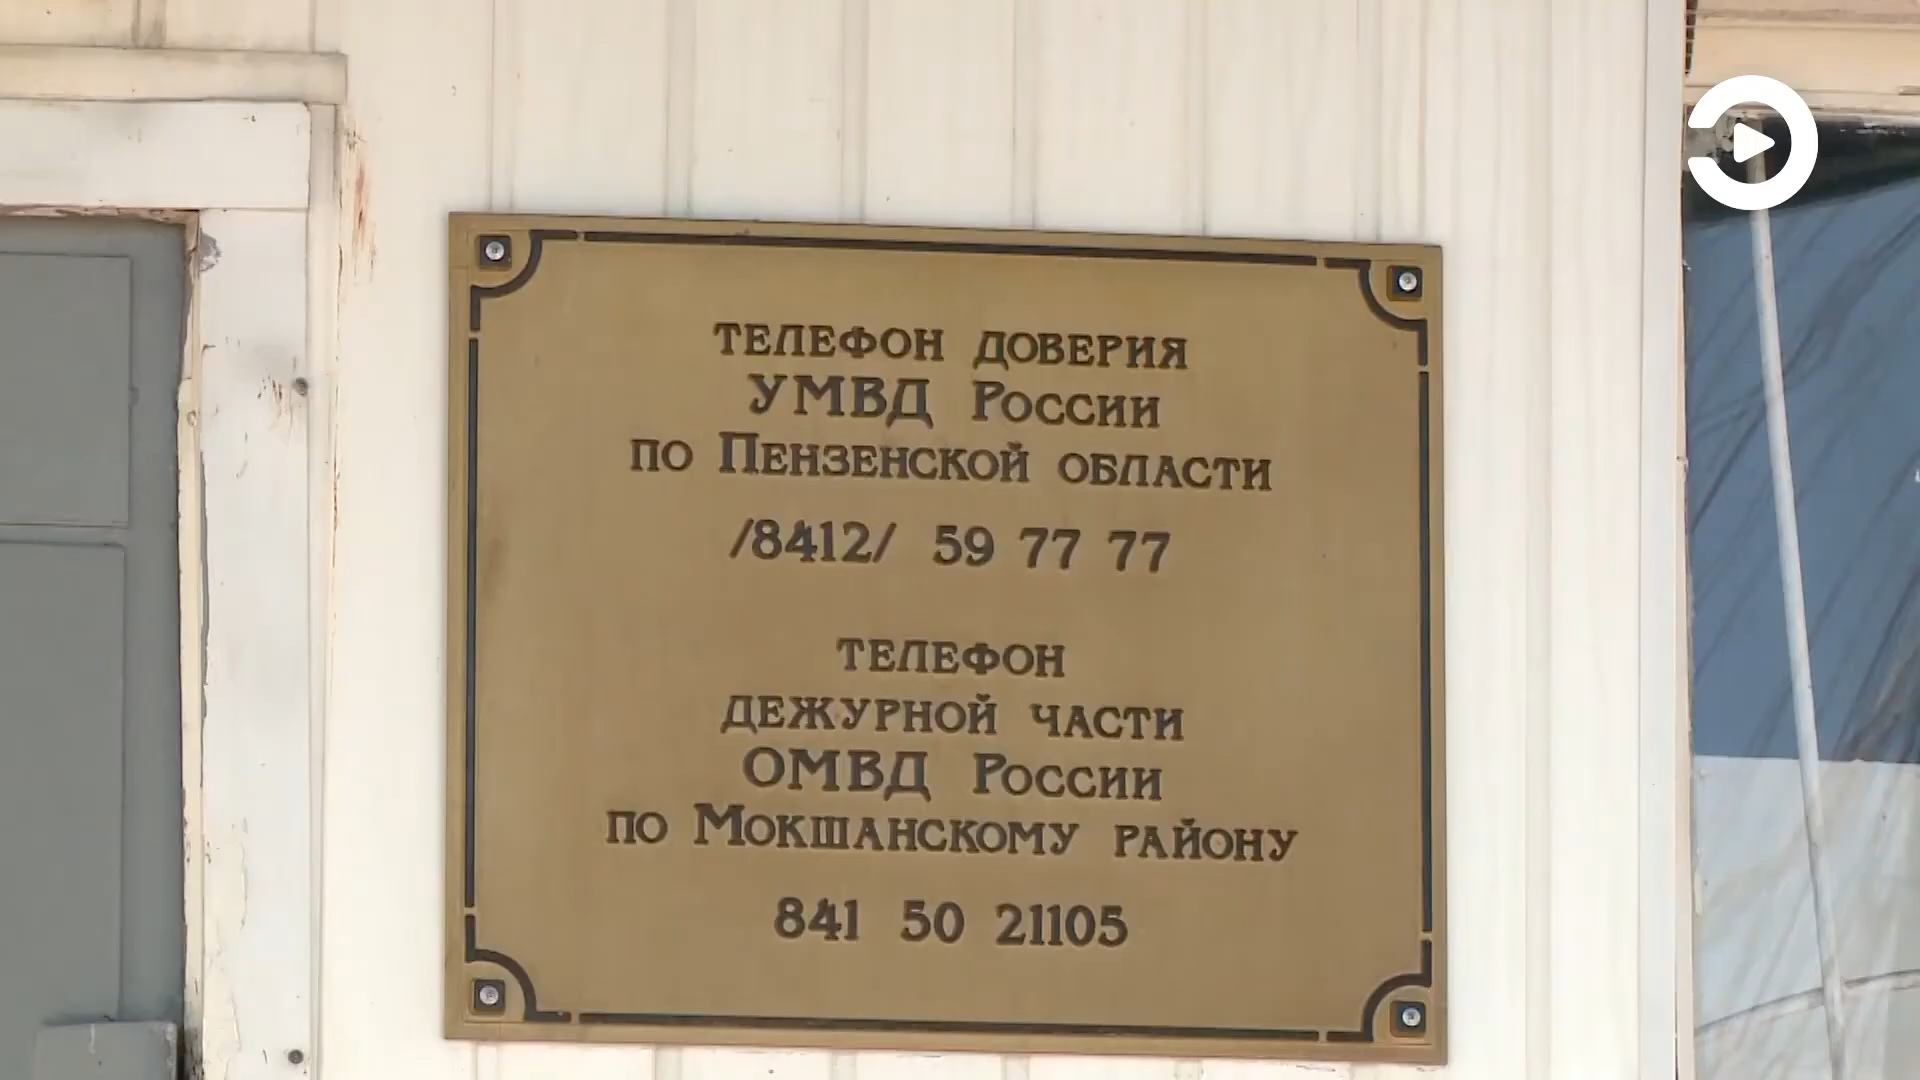 ТЕЛЕФОН ДОВЕРИЯ
УМВД РОССИИ
ПО ПЕНЗЕНСКОЙ ОБЛАСТИ
/8412/ 59 77 77
ТЕЛЕФОН
ДЕЖУРНОЙ ЧАСТИ
ОМВД РОССИИ
ПО МОКШАНСКОМУ РАЙОНУ
841 50 21105